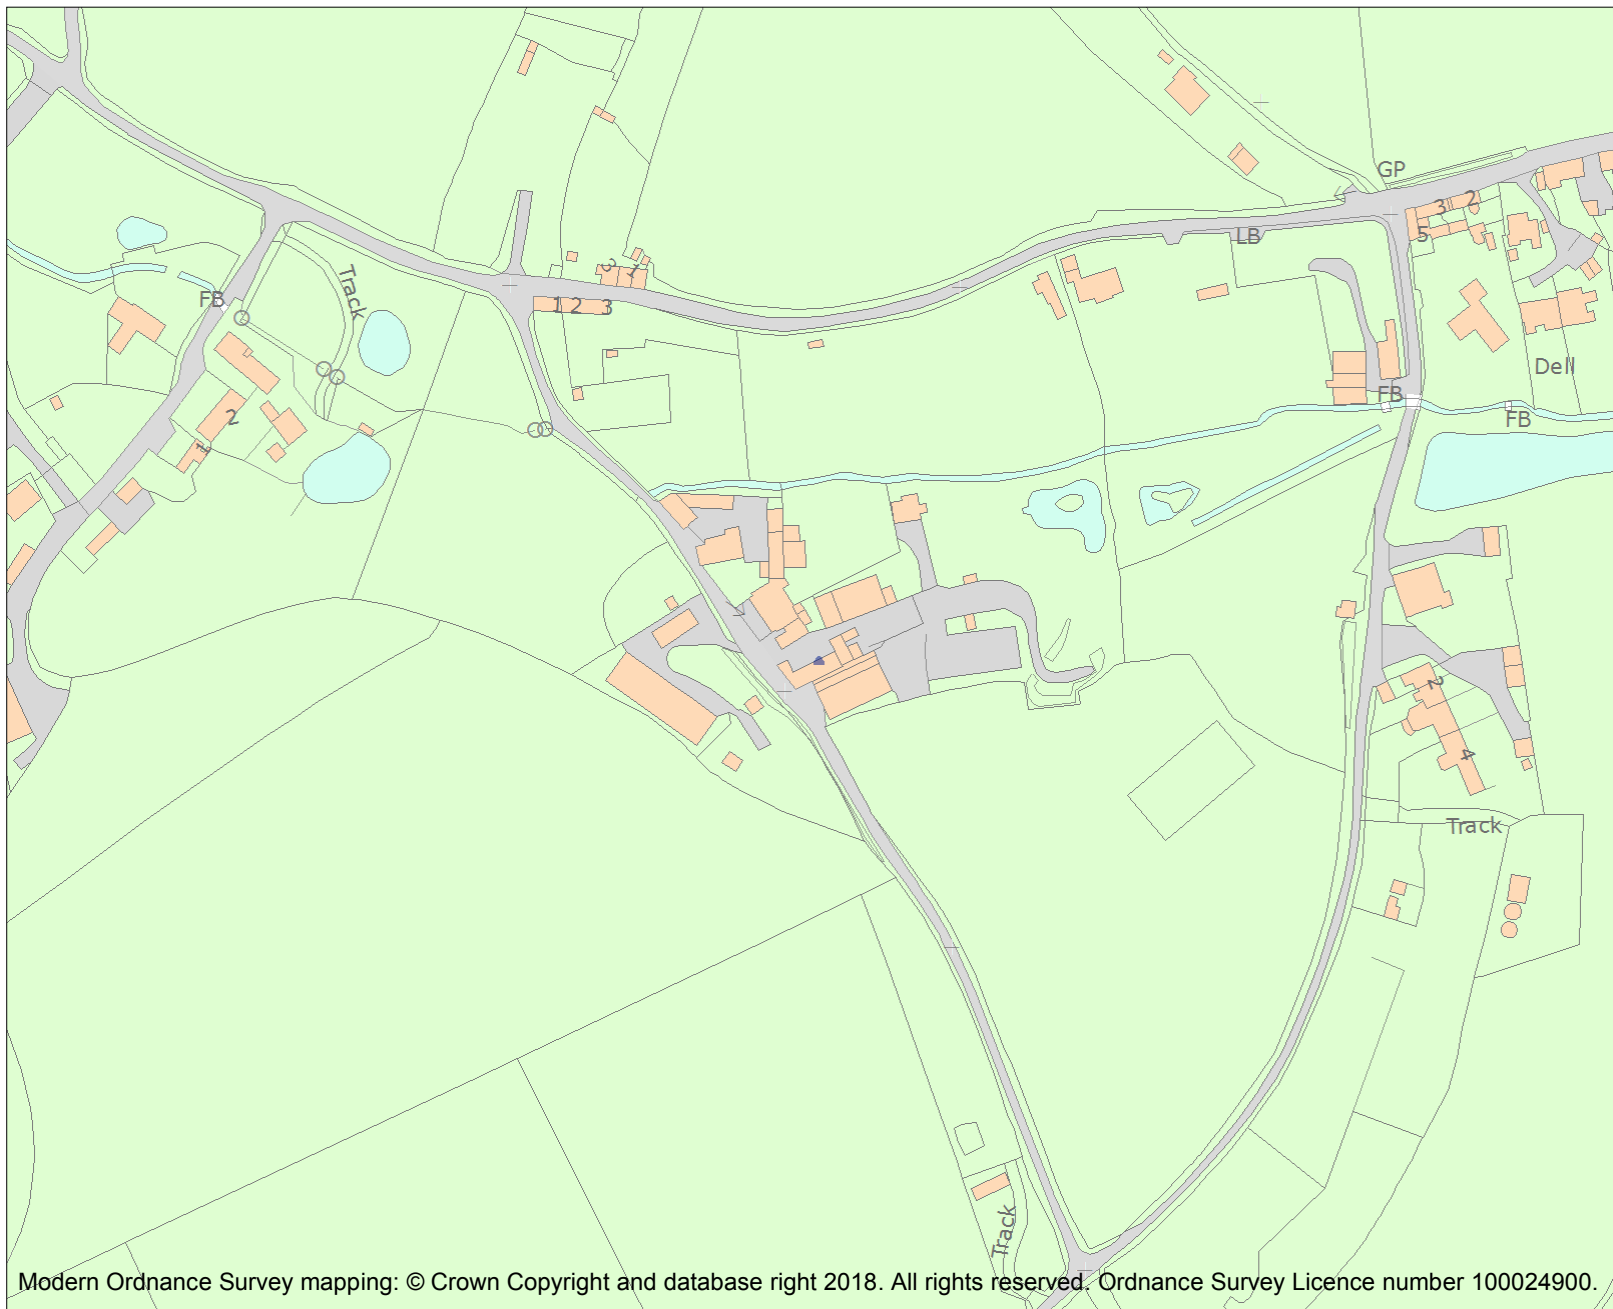 GP
3 2
5
LB
FB
Track
3 1
1 2 3
Dell
FB
FB
2
1
2
4
Track
Track
Modern Ordnance Survey mapping: © Crown Copyright and database right 2018. All rights reserved. Ordnance Survey Licence number 100024900.